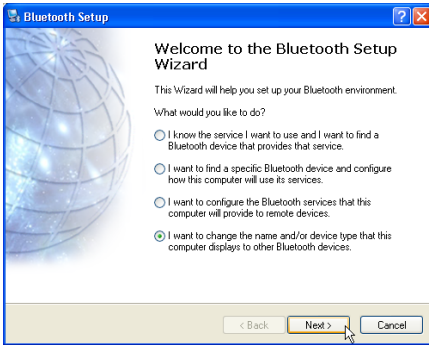 Bluetooth Setup
Welcome to the Bluetooth Setup
Wizard
This Wizard will help you set up your Bluetooth environment.
What would you like to do?
I know the service I want to use and I want to find a
Bluetooth device that provides that service.
I want to find a specific Bluetooth device and configure
how this computer will use its services.
I want to configure the Bluetooth services that this
computer will provide to remote devices.
I want to change the name and/or device type that this
computer displays to other Bluetooth devices.
< Back Next > Cancel